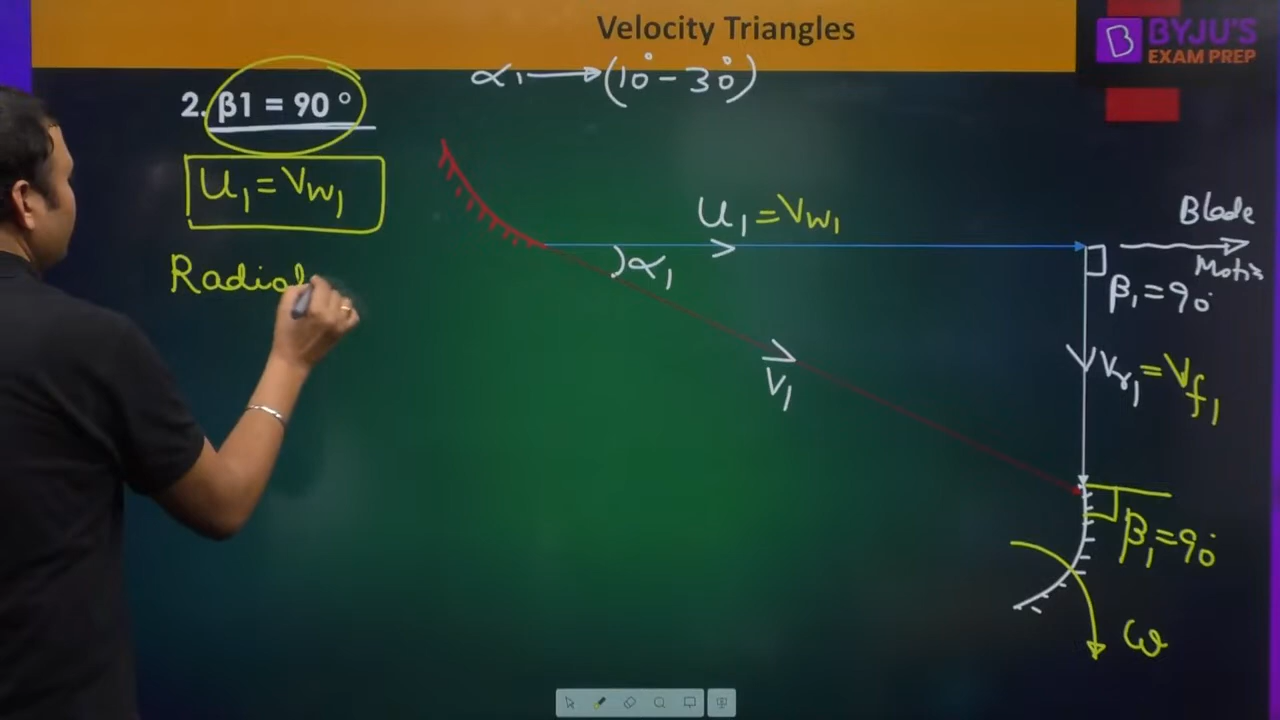 Velocity Triangles
BYJU'S
EXAM PREP
α₁ → (10° - 30°)
2. β1 = 90 °
U₁ = Vw₁
Radial
U₁ = Vw₁
Blade
Motion
α₁
β₁ = 90°
V₁
Vr₁ = Vf₁
β₁ = 90°
ω